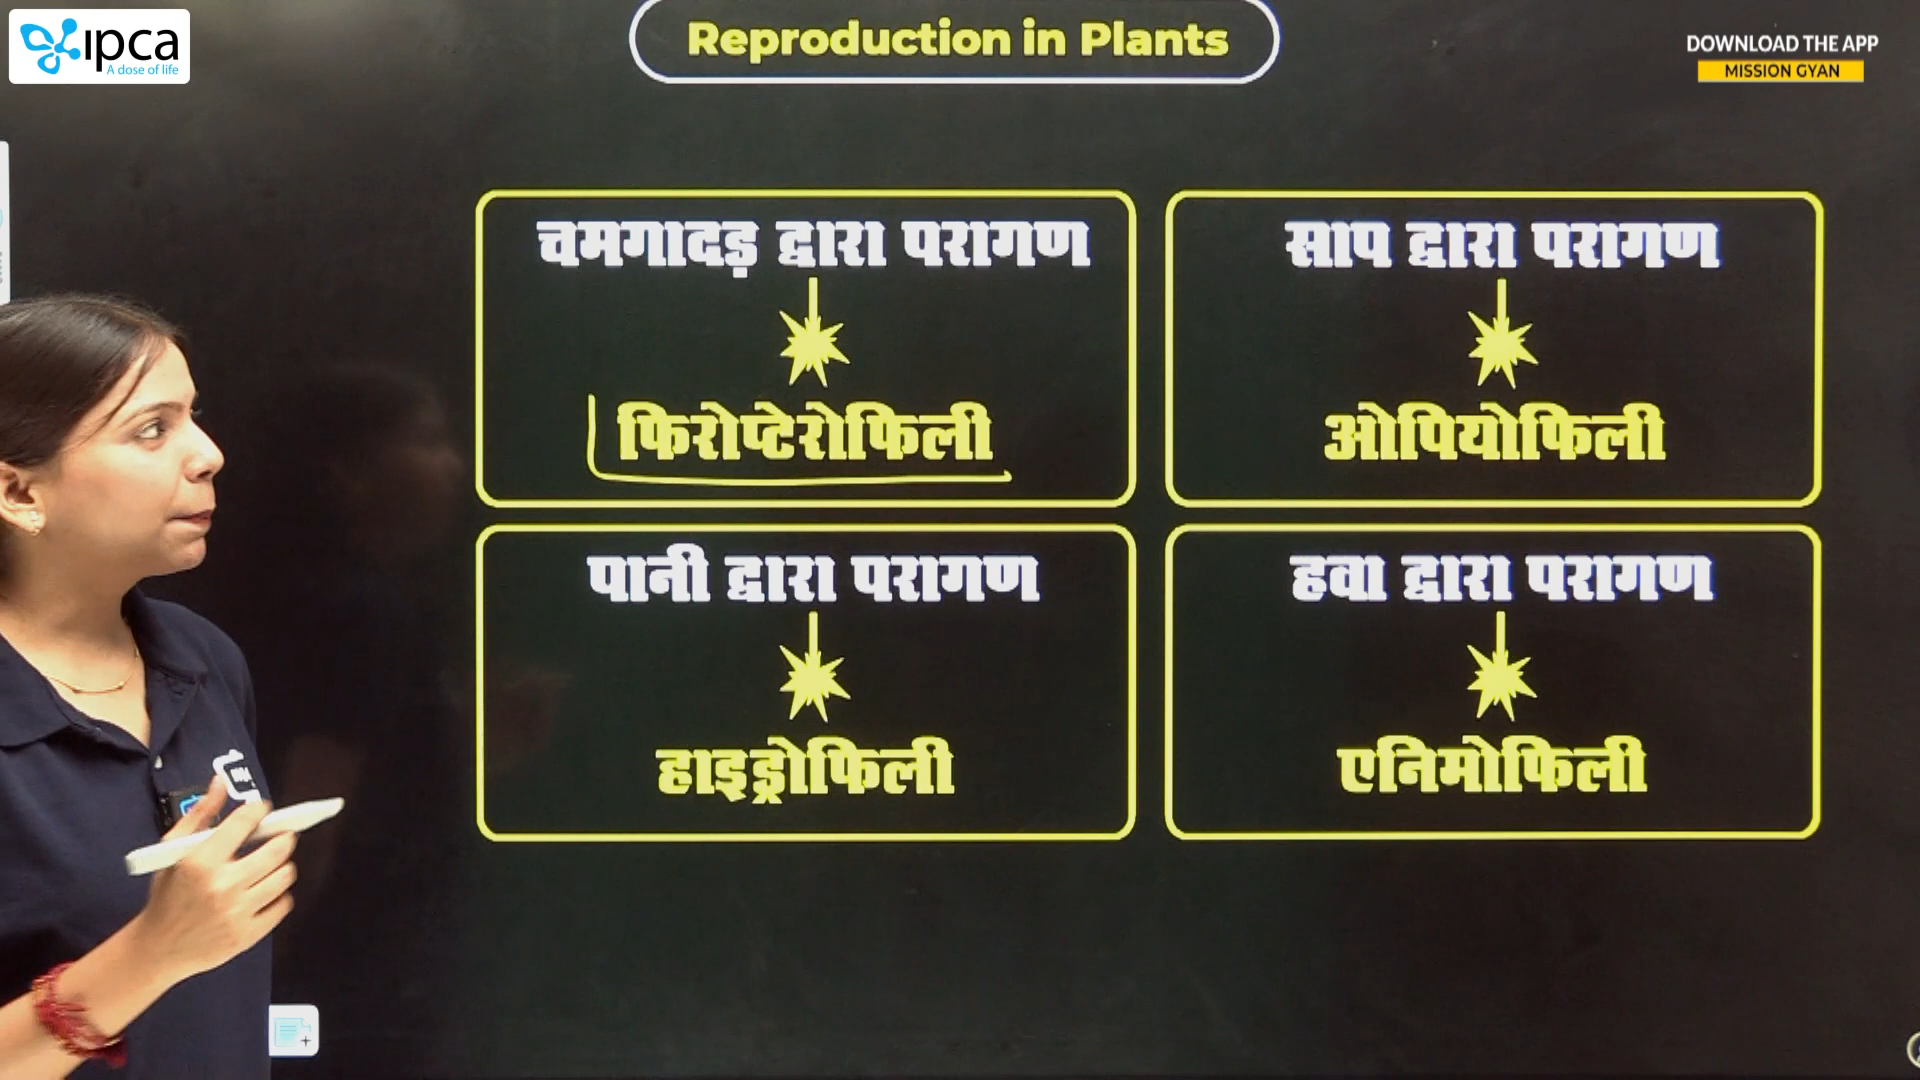 ipca
A dose of life
Reproduction in Plants
DOWNLOAD THE APP
MISSION GYAN
चमगादड़ द्वारा परागण
फिरोप्टेरोफिली
साप द्वारा परागण
ओपियोफिली
पानी द्वारा परागण
हाइड्रोफिली
हवा द्वारा परागण
एनिमोफिली